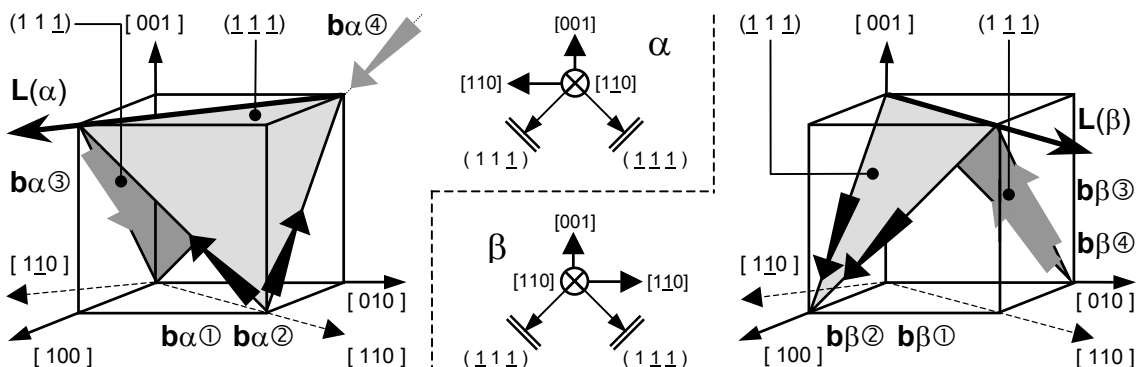 (1 1 1)
[ 001 ]
(1 1 1)
bα④
L(α)
bα③
[ 110 ]
[ 010 ]
[ 100 ]
bα① bα②
[ 110 ]
[001]
α
[110]
[110]
( 1 1 1 )
( 1 1 1 )
β
[001]
[110]
[110]
( 1 1 1 )
( 1 1 1 )
(1 1 1)
[ 001 ]
(1 1 1)
L(β)
bβ③
bβ④
[ 110 ]
[ 010 ]
[ 100 ]
bβ② bβ①
[ 110 ]